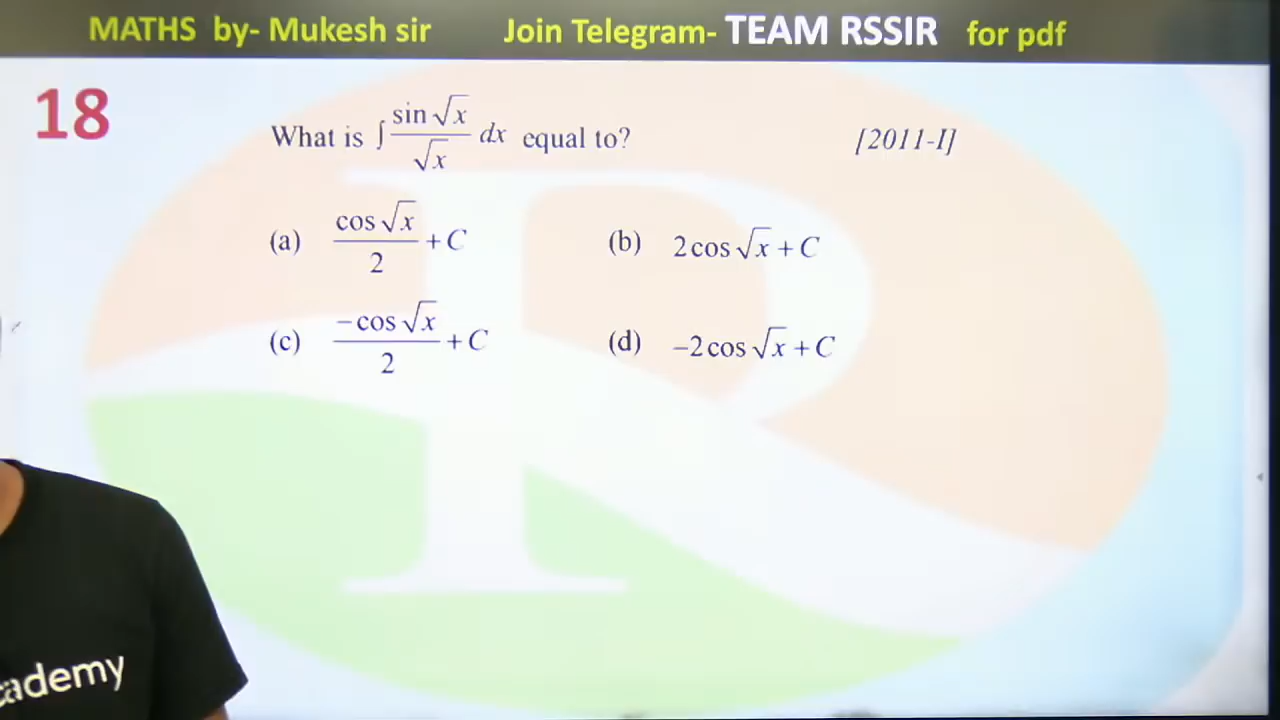 MATHS by- Mukesh sir Join Telegram- TEAM RSSIR for pdf
18
What is ∫ sin √x / √x dx equal to? [2011-I]
(a) cos √x / 2 + C (b) 2 cos √x + C
(c) −cos √x / 2 + C (d) −2 cos √x + C
cademy